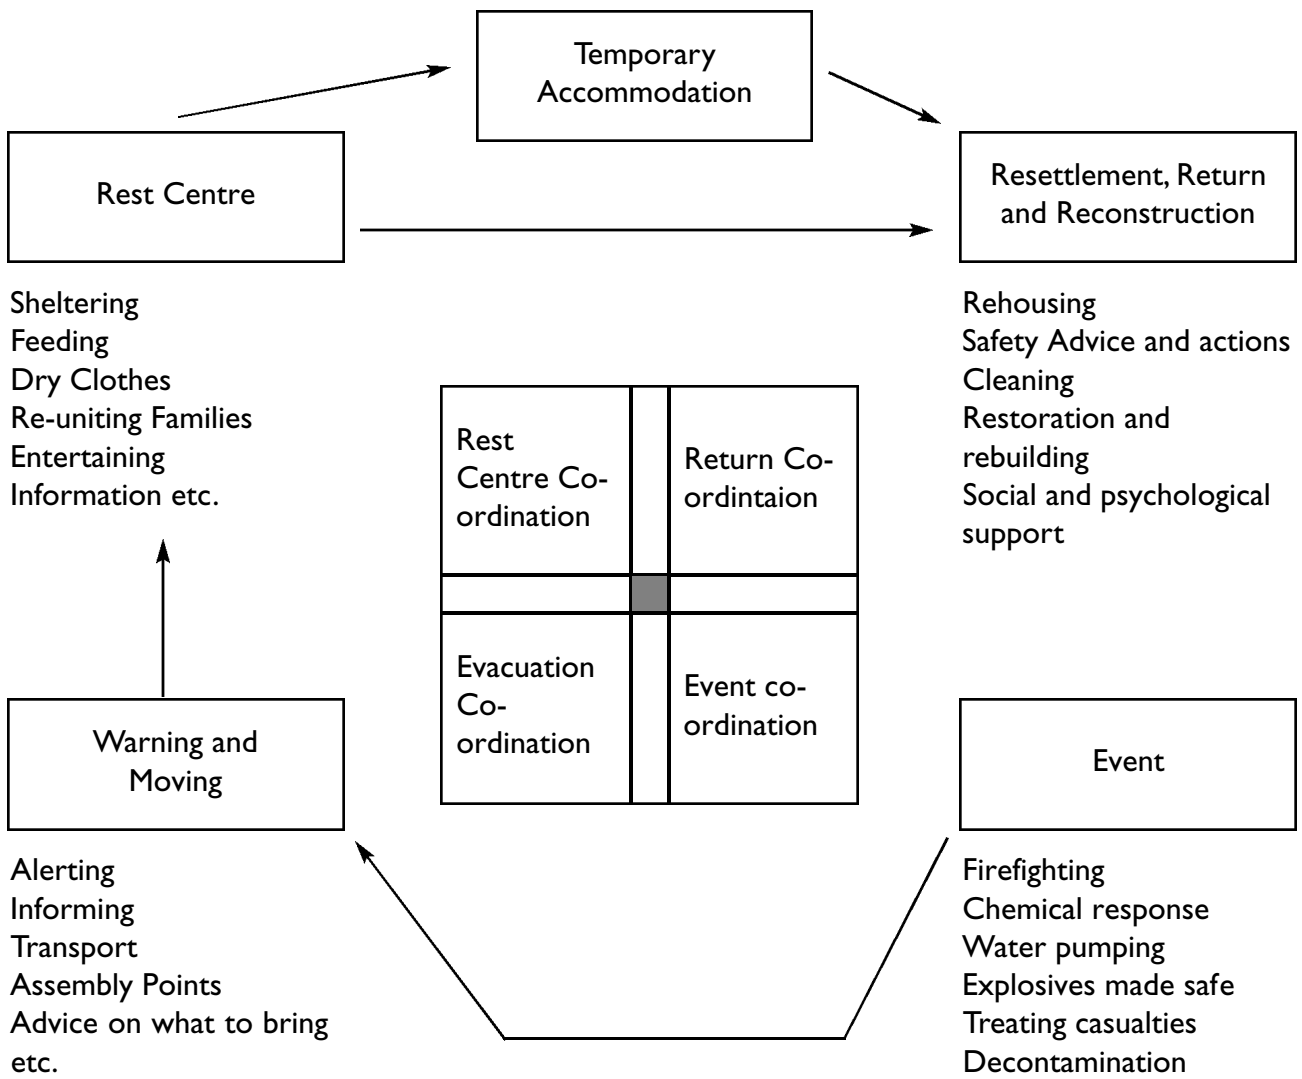 Temporary
Accommodation
Rest Centre
Resettlement, Return
and Reconstruction
Sheltering
Feeding
Dry Clothes
Re-uniting Families
Entertaining
Information etc.
Rehousing
Safety Advice and actions
Cleaning
Restoration and
rebuilding
Social and psychological
support
Rest
Centre Co-
ordination
Return Co-
ordintaion
Evacuation
Co-
ordination
Event co-
ordination
Warning and
Moving
Event
Alerting
Informing
Transport
Assembly Points
Advice on what to bring
etc.
Firefighting
Chemical response
Water pumping
Explosives made safe
Treating casualties
Decontamination